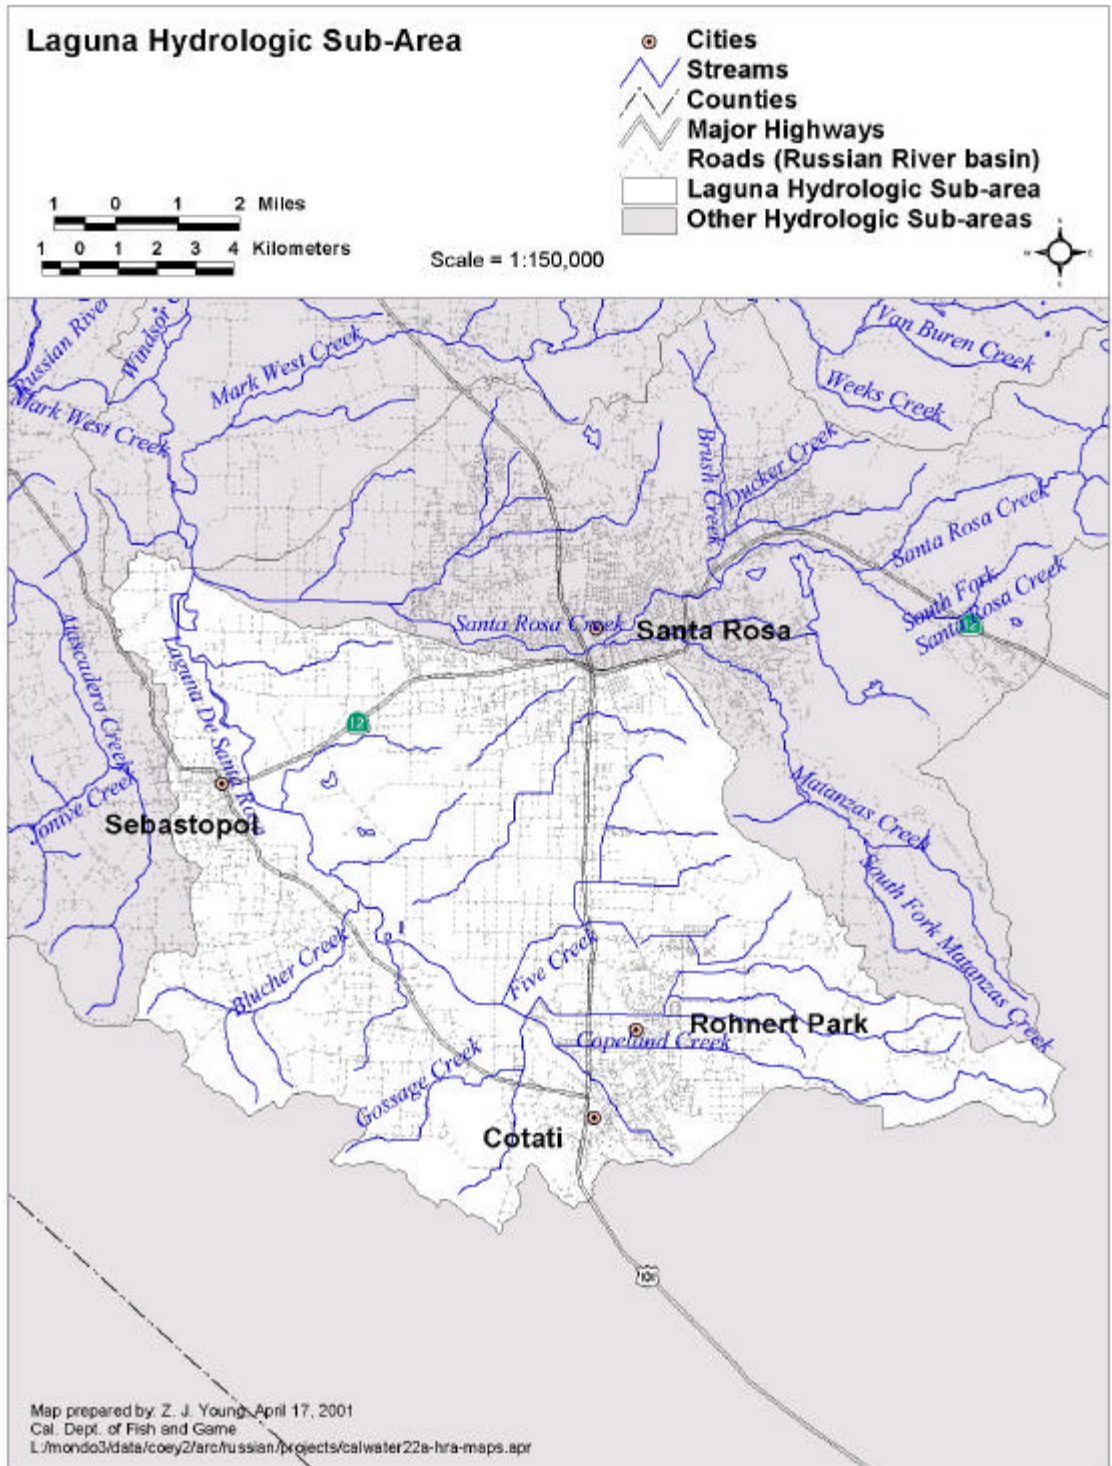 Laguna Hydrologic Sub-Area
Cities
Streams
Counties
Major Highways
Roads (Russian River basin)
Laguna Hydrologic Sub-area
Other Hydrologic Sub-areas
1 0 1 2 Miles
1 0 1 2 3 4 Kilometers
Scale = 1:150,000
Russian River
Windsor C
Mark West Creek
Mark West Creek
Van Buren Creek
Weeks Creek
Brush Creek
Ducker Creek
Santa Rosa Creek
South Fork
Santa Rosa Creek
12
Santa Rosa Creek
Santa Rosa
Atascadero Creek
Laguna De Santa Rosa
12
Jonive Creek
Sebastopol
Matanzas Creek
South Fork Matanzas Creek
Blucher Creek
Five Creek
Rohnert Park
Copeland Creek
Gossage Creek
Cotati
101
Map prepared by: Z. J. Young, April 17, 2001
Cal. Dept. of Fish and Game
L:/mondo3/data/coey2/arc/russian/projects/calwater22a-hra-maps.apr